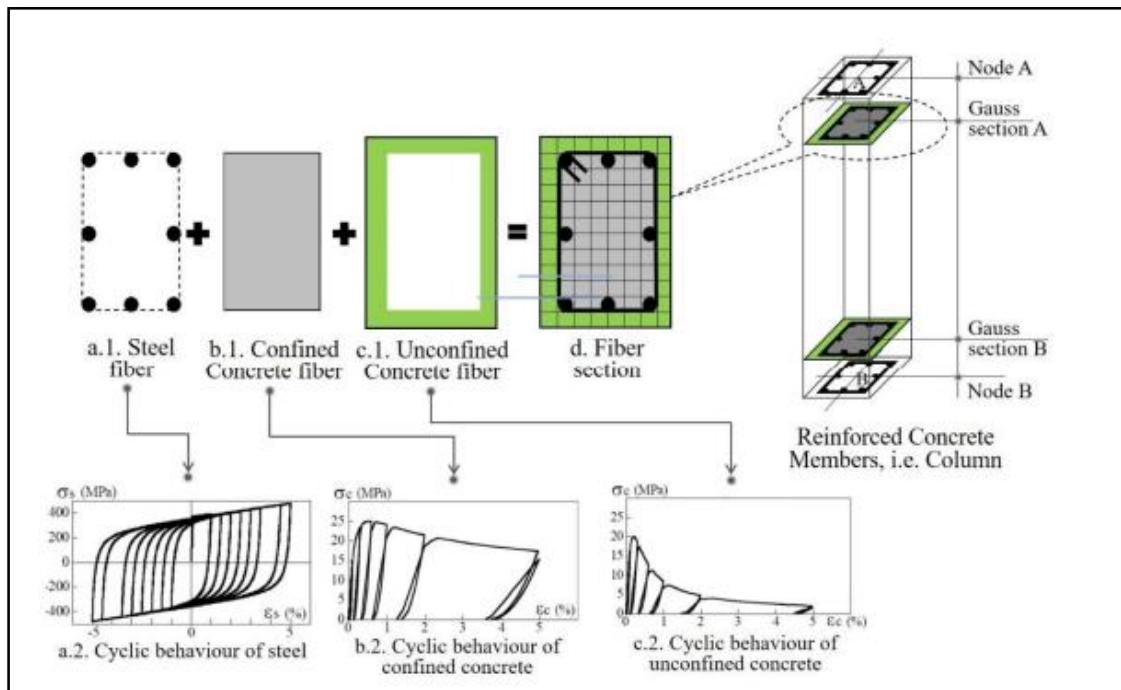 Node A
Gauss
section A
A
a.1. Steel
fiber
b.1. Confined
Concrete fiber
c.1. Unconfined
Concrete fiber
d. Fiber
section
Gauss
section B
B
Node B
Reinforced Concrete
Members, i.e. Column
σs (MPa)
400
200
0
-200
-400
-5
0
5
εs (%)
a.2. Cyclic behaviour of steel
σc (MPa)
25
20
15
10
5
0
0
1
2
3
4
5
εc (%)
b.2. Cyclic behaviour of
confined concrete
σc (MPa)
25
20
15
10
5
0
0
1
2
3
4
5
εc (%)
c.2. Cyclic behaviour of
unconfined concrete